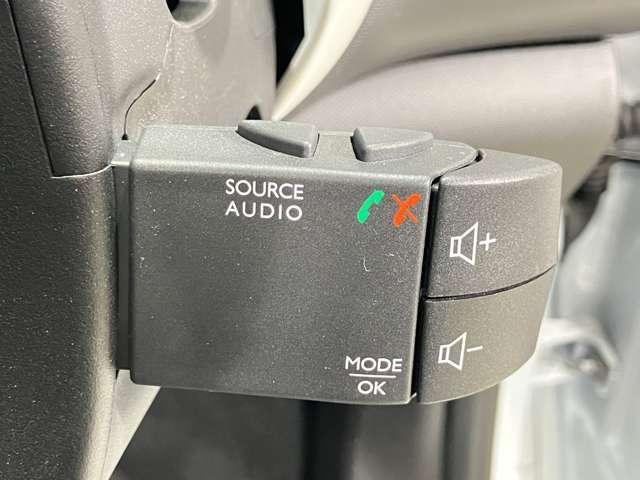 SOURCE
AUDIO
+
-
MODE
OK